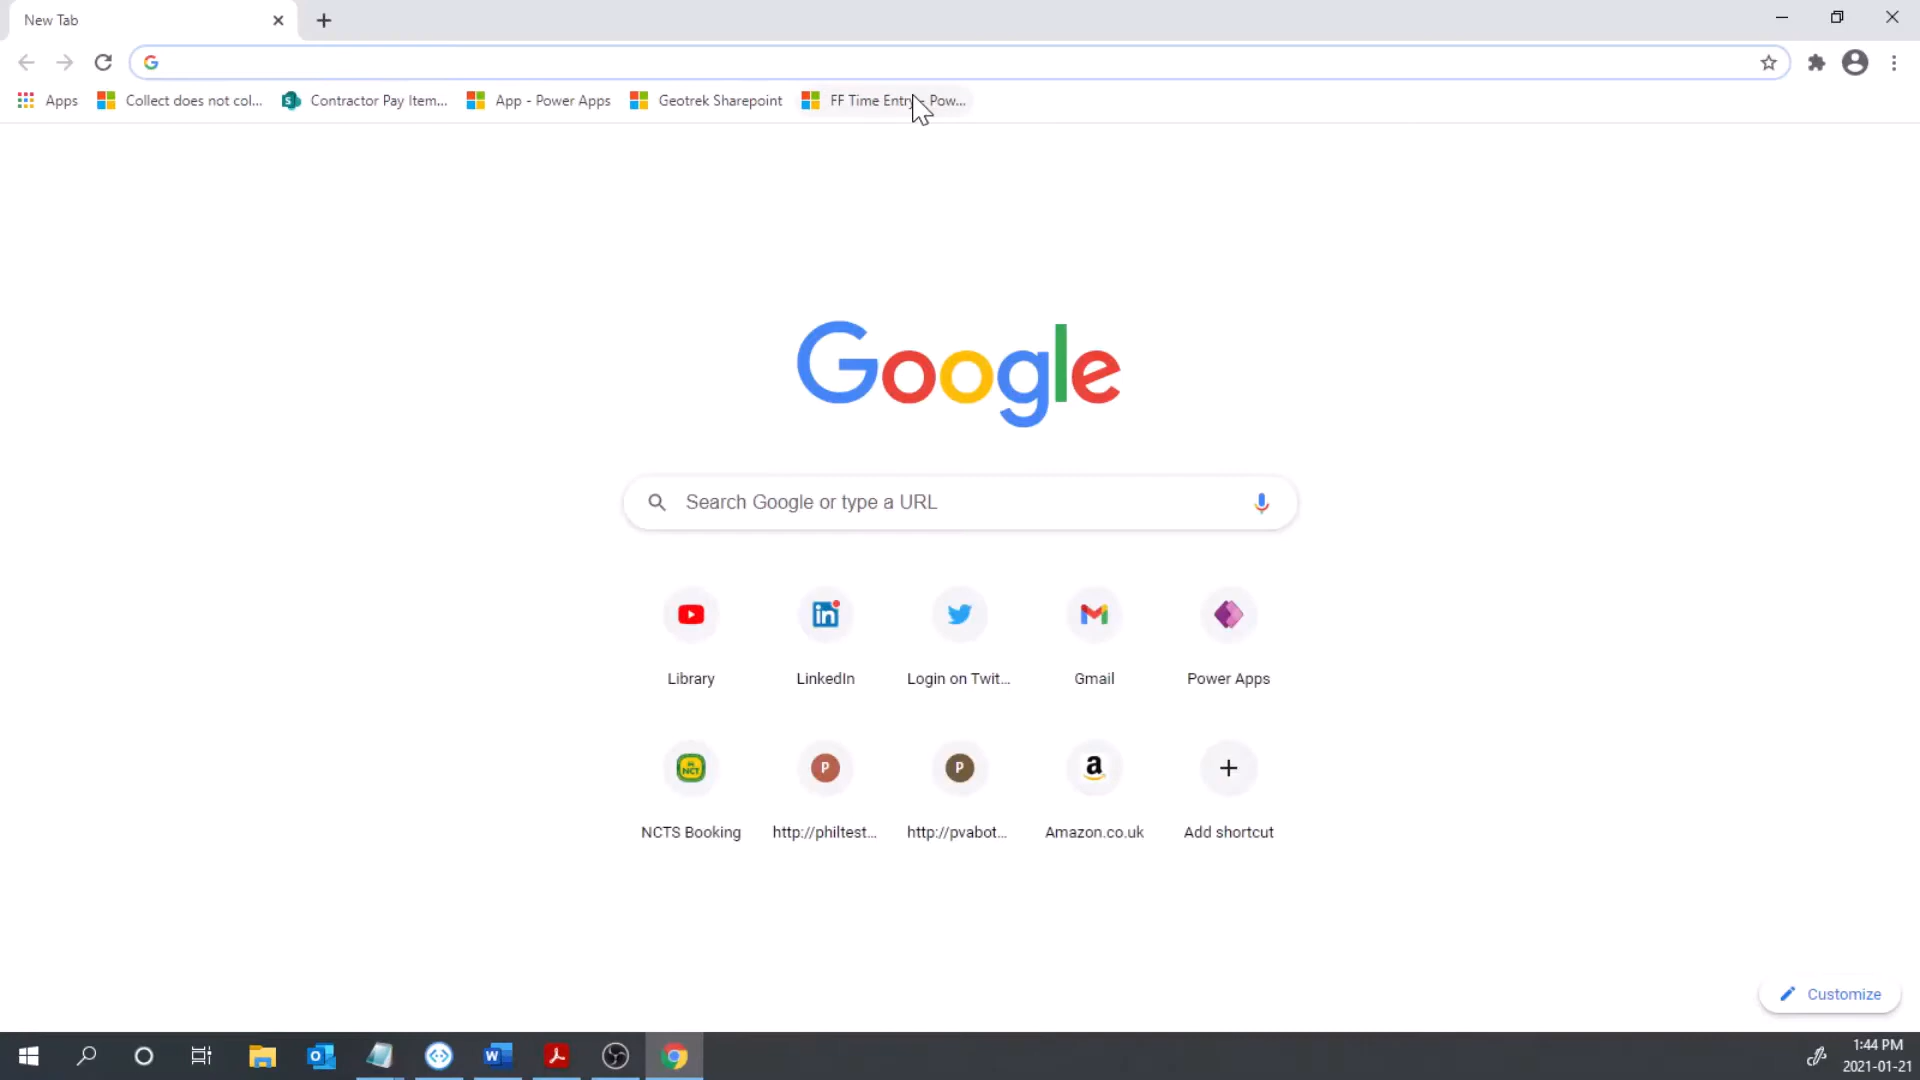 New Tab
Apps
Collect does not col...
Contractor Pay Item...
App - Power Apps
Geotrek Sharepoint
FF Time Entry - Pow...
Google
Search Google or type a URL
Library
LinkedIn
Login on Twit...
Gmail
Power Apps
NCT
P
P
a
NCTS Booking
http://philtest...
http://pvabot...
Amazon.co.uk
Add shortcut
Customize
1:44 PM
2021-01-21